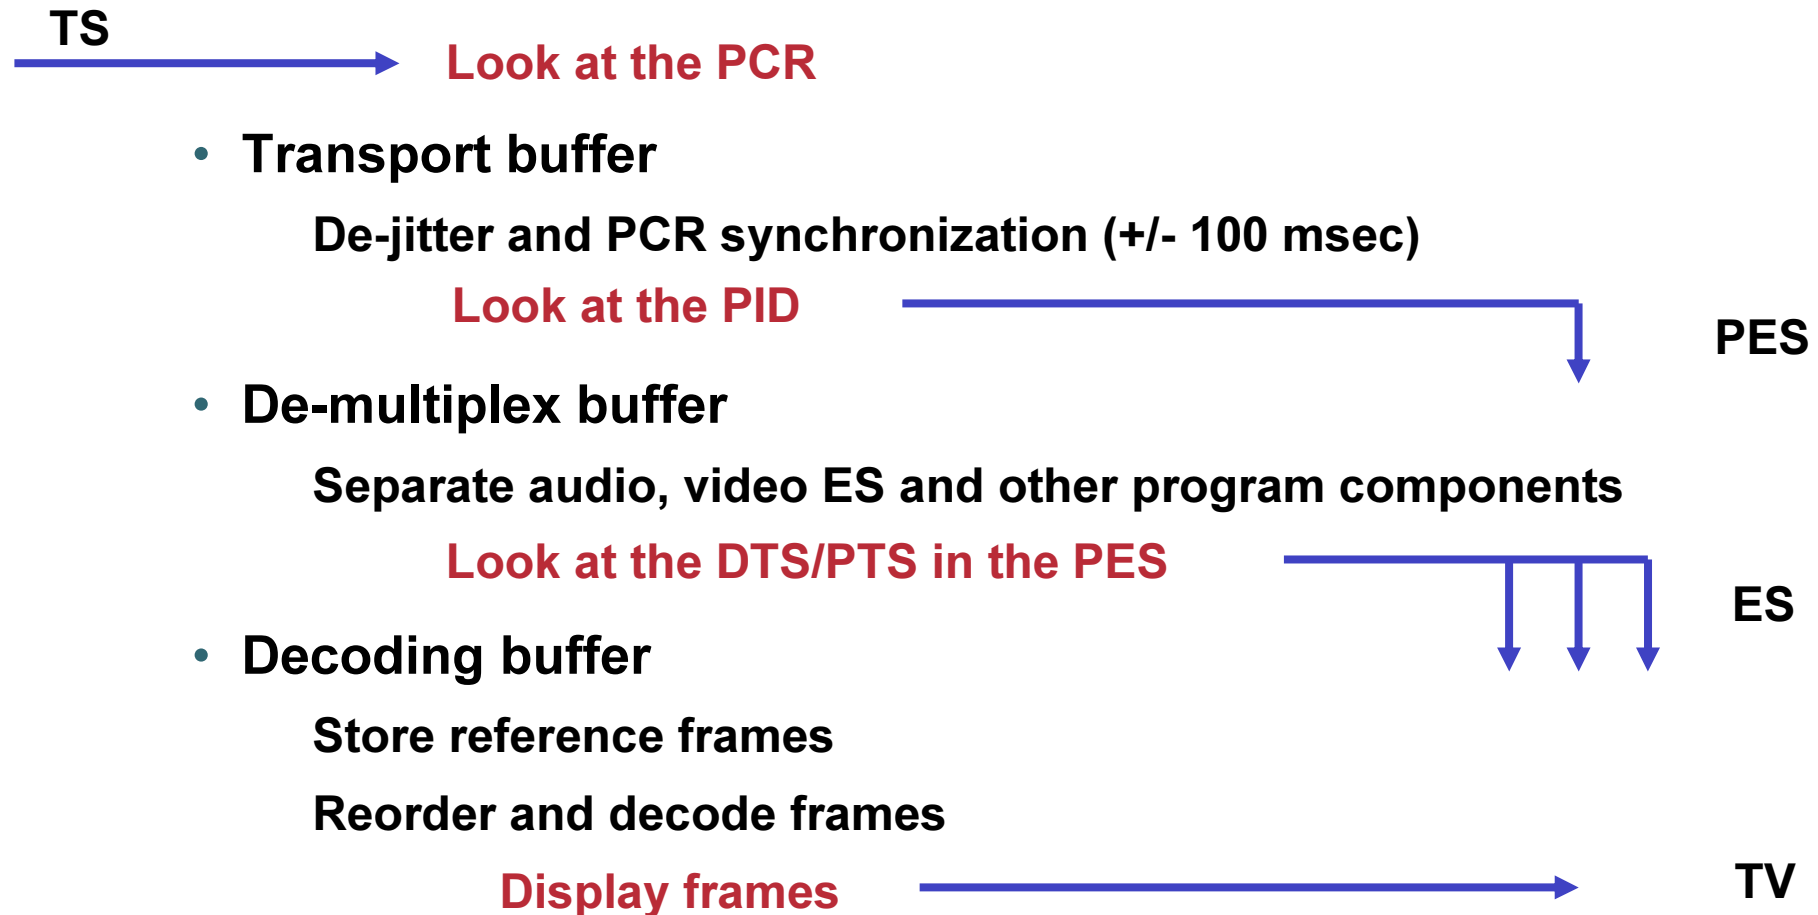 TS
Look at the PCR
• Transport buffer
De-jitter and PCR synchronization (+/- 100 msec)
Look at the PID
PES
• De-multiplex buffer
Separate audio, video ES and other program components
Look at the DTS/PTS in the PES
ES
• Decoding buffer
Store reference frames
Reorder and decode frames
Display frames
TV